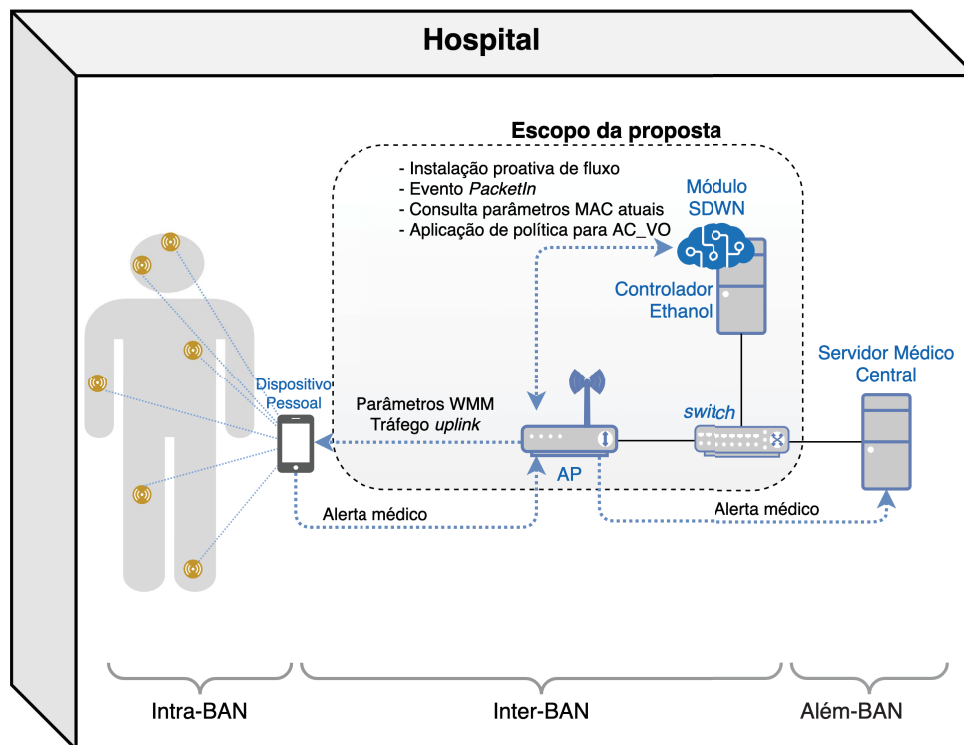 Hospital
Escopo da proposta
- Instalação proativa de fluxo
- Evento PacketIn
- Consulta parâmetros MAC atuais
- Aplicação de política para AC_VO
Módulo
SDWN
Controlador
Ethanol
Servidor Médico
Central
Dispositivo
Pessoal
Parâmetros WMM
Tráfego uplink
switch
AP
Alerta médico
Alerta médico
Intra-BAN
Inter-BAN
Além-BAN